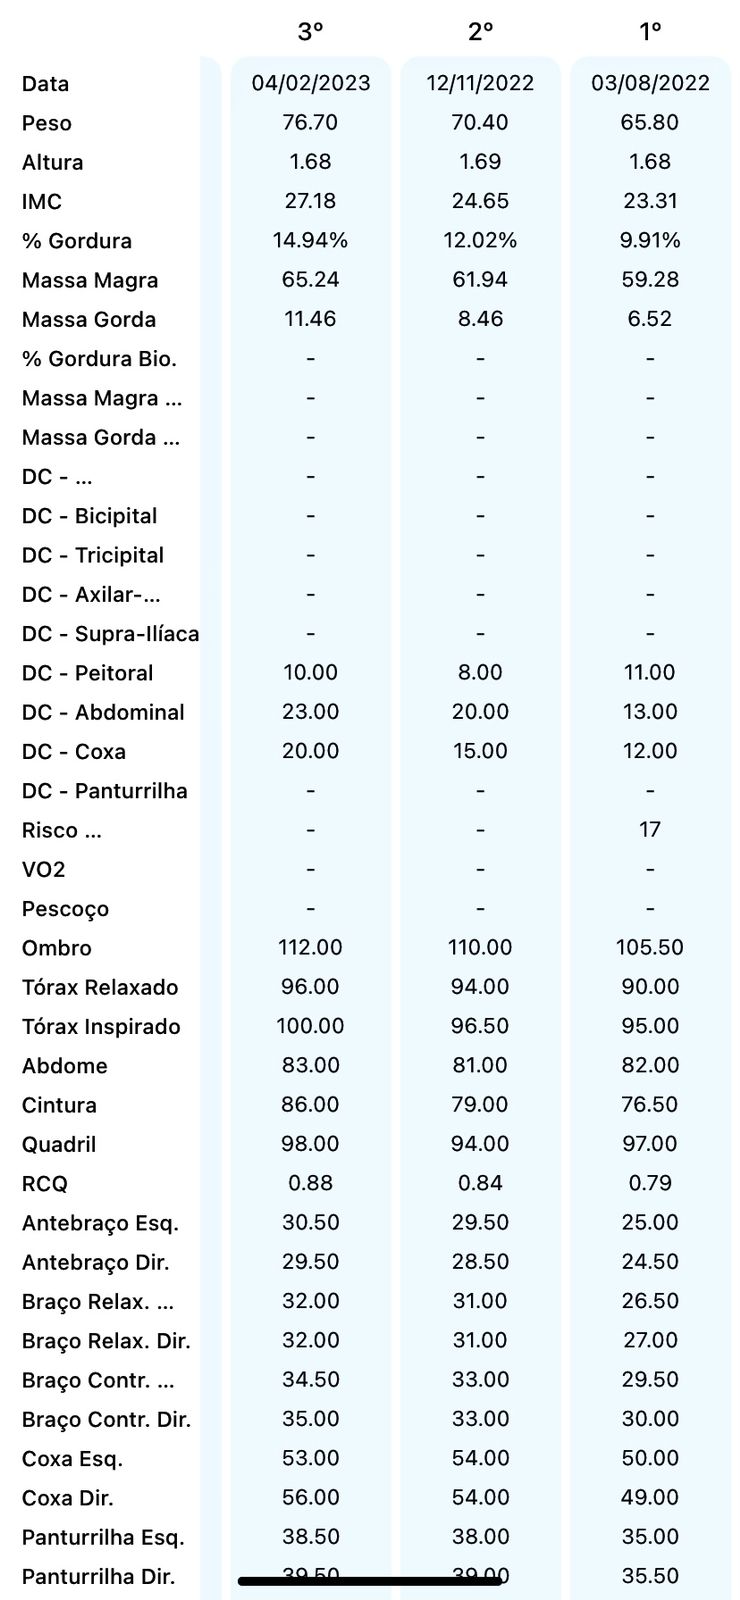 3º 2º 1º
Data 04/02/2023 12/11/2022 03/08/2022
Peso 76.70 70.40 65.80
Altura 1.68 1.69 1.68
IMC 27.18 24.65 23.31
% Gordura 14.94% 12.02% 9.91%
Massa Magra 65.24 61.94 59.28
Massa Gorda 11.46 8.46 6.52
% Gordura Bio. - - -
Massa Magra ... - - -
Massa Gorda ... - - -
DC - ... - - -
DC - Bicipital - - -
DC - Tricipital - - -
DC - Axilar-... - - -
DC - Supra-Ilíaca - - -
DC - Peitoral 10.00 8.00 11.00
DC - Abdominal 23.00 20.00 13.00
DC - Coxa 20.00 15.00 12.00
DC - Panturrilha - - -
Risco ... - - 17
VO2 - - -
Pescoço - - -
Ombro 112.00 110.00 105.50
Tórax Relaxado 96.00 94.00 90.00
Tórax Inspirado 100.00 96.50 95.00
Abdome 83.00 81.00 82.00
Cintura 86.00 79.00 76.50
Quadril 98.00 94.00 97.00
RCQ 0.88 0.84 0.79
Antebraço Esq. 30.50 29.50 25.00
Antebraço Dir. 29.50 28.50 24.50
Braço Relax. ... 32.00 31.00 26.50
Braço Relax. Dir. 32.00 31.00 27.00
Braço Contr. ... 34.50 33.00 29.50
Braço Contr. Dir. 35.00 33.00 30.00
Coxa Esq. 53.00 54.00 50.00
Coxa Dir. 56.00 54.00 49.00
Panturrilha Esq. 38.50 38.00 35.00
Panturrilha Dir. 39.50 39.00 35.50